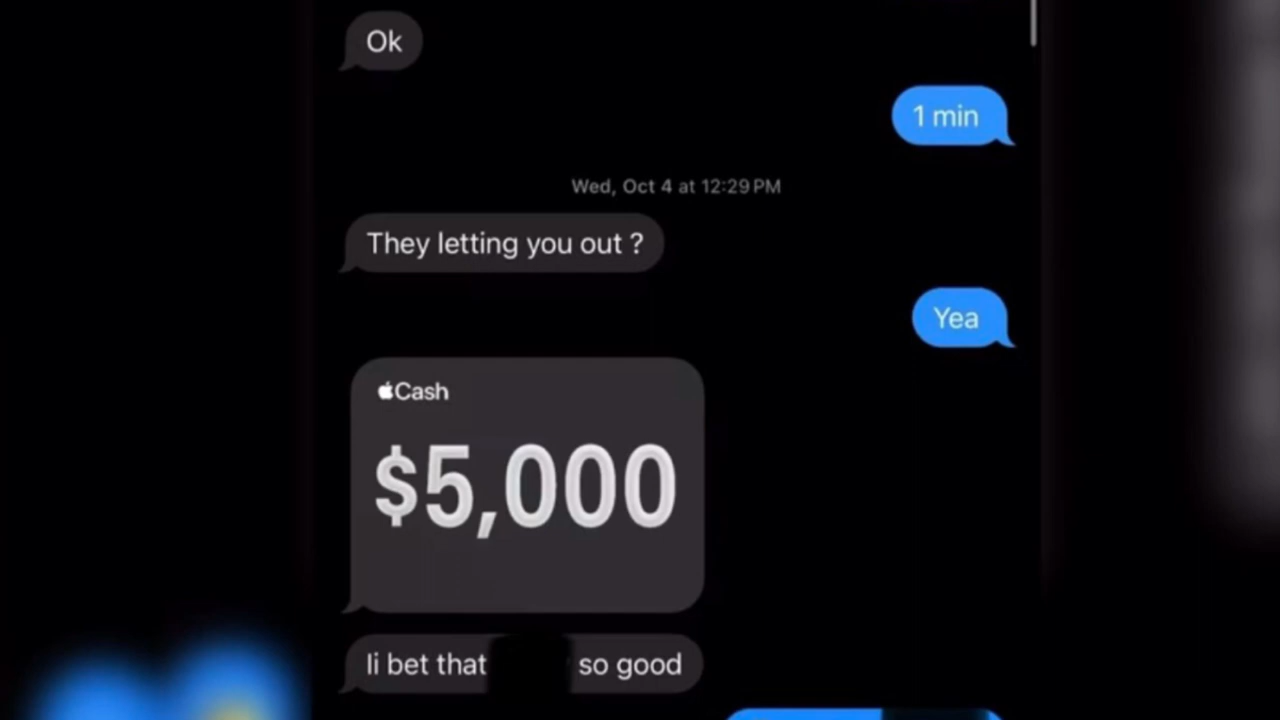 Ok
1 min
Wed, Oct 4 at 12:29 PM
They letting you out ?
Yea
Cash
$5,000
Ii bet that so good